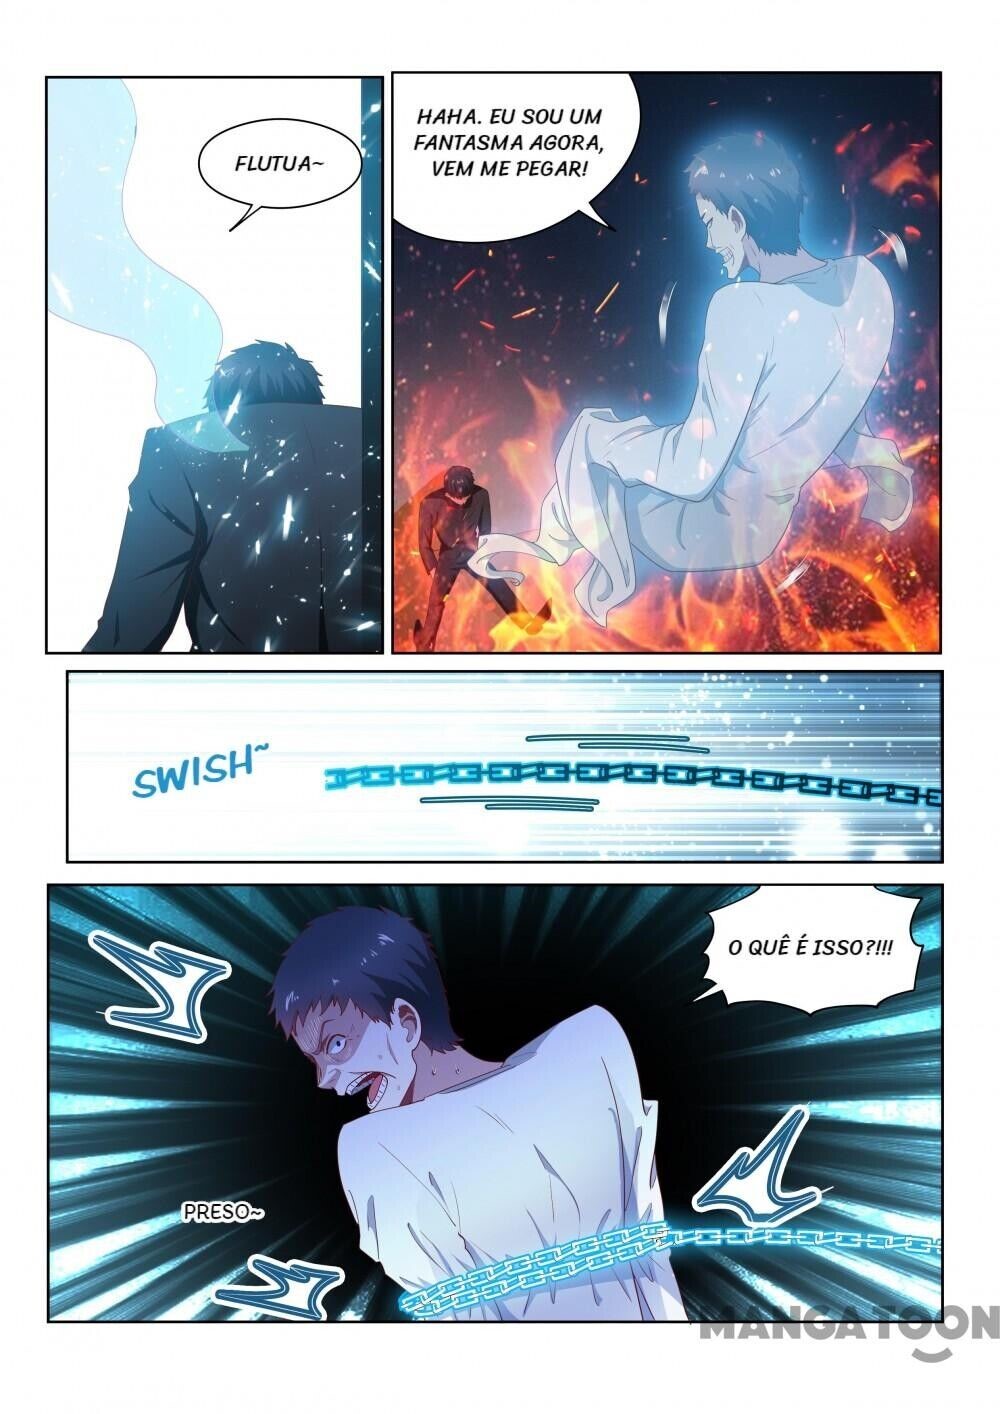 FLUTUA~
HAHA. EU SOU UM
FANTASMA AGORA,
VEM ME PEGAR!
SWISH~
O QUÊ É ISSO?!!!
PRESO~
MANGATOON